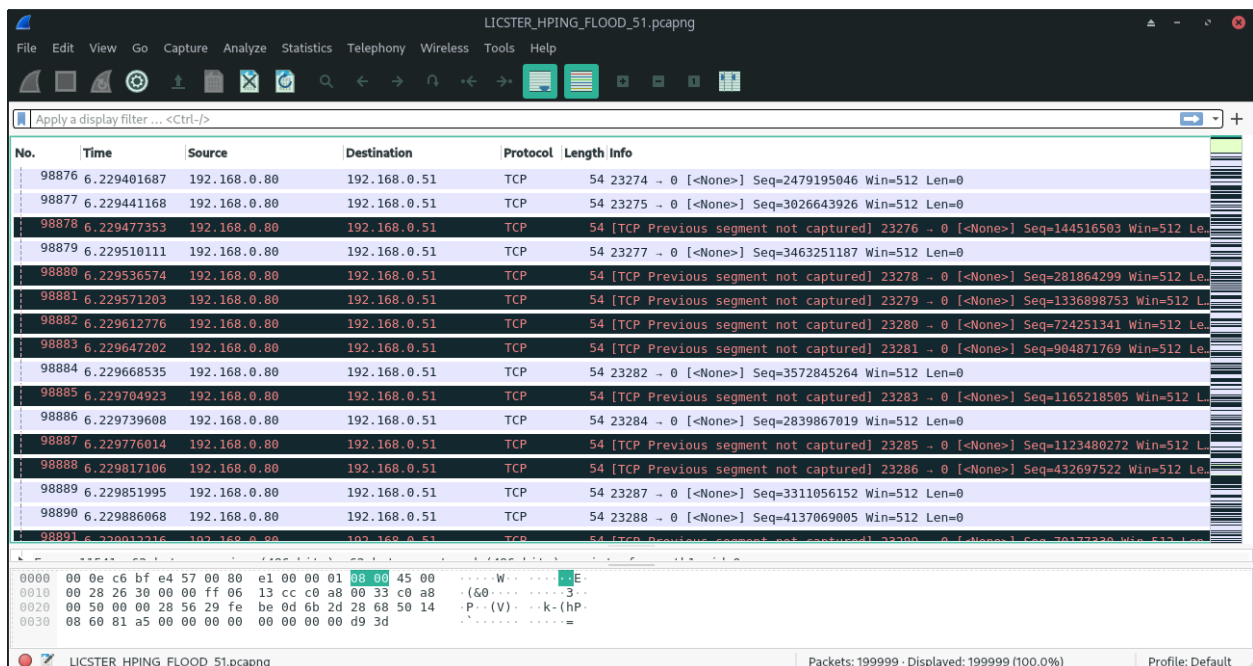 LICSTER_HPING_FLOOD_51.pcapng
File Edit View Go Capture Analyze Statistics Telephony Wireless Tools Help
Apply a display filter ... <Ctrl-/>
No. Time Source Destination Protocol Length Info
98876 6.229401687 192.168.0.80 192.168.0.51 TCP 54 23274 → 0 [<None>] Seq=2479195046 Win=512 Len=0
98877 6.229441168 192.168.0.80 192.168.0.51 TCP 54 23275 → 0 [<None>] Seq=3026643926 Win=512 Len=0
98878 6.229477353 192.168.0.80 192.168.0.51 TCP 54 [TCP Previous segment not captured] 23276 → 0 [<None>] Seq=144516503 Win=512 Le…
98879 6.229510111 192.168.0.80 192.168.0.51 TCP 54 23277 → 0 [<None>] Seq=3463251187 Win=512 Len=0
98880 6.229536574 192.168.0.80 192.168.0.51 TCP 54 [TCP Previous segment not captured] 23278 → 0 [<None>] Seq=281864299 Win=512 Le…
98881 6.229571203 192.168.0.80 192.168.0.51 TCP 54 [TCP Previous segment not captured] 23279 → 0 [<None>] Seq=1336898753 Win=512 L…
98882 6.229612776 192.168.0.80 192.168.0.51 TCP 54 [TCP Previous segment not captured] 23280 → 0 [<None>] Seq=724251341 Win=512 Le…
98883 6.229647202 192.168.0.80 192.168.0.51 TCP 54 [TCP Previous segment not captured] 23281 → 0 [<None>] Seq=904871769 Win=512 Le…
98884 6.229668535 192.168.0.80 192.168.0.51 TCP 54 23282 → 0 [<None>] Seq=3572845264 Win=512 Len=0
98885 6.229704923 192.168.0.80 192.168.0.51 TCP 54 [TCP Previous segment not captured] 23283 → 0 [<None>] Seq=1165218505 Win=512 L…
98886 6.229739608 192.168.0.80 192.168.0.51 TCP 54 23284 → 0 [<None>] Seq=2839867019 Win=512 Len=0
98887 6.229776014 192.168.0.80 192.168.0.51 TCP 54 [TCP Previous segment not captured] 23285 → 0 [<None>] Seq=1123480272 Win=512 L…
98888 6.229817106 192.168.0.80 192.168.0.51 TCP 54 [TCP Previous segment not captured] 23286 → 0 [<None>] Seq=432697522 Win=512 Le…
98889 6.229851995 192.168.0.80 192.168.0.51 TCP 54 23287 → 0 [<None>] Seq=3311056152 Win=512 Len=0
98890 6.229886068 192.168.0.80 192.168.0.51 TCP 54 23288 → 0 [<None>] Seq=4137069005 Win=512 Len=0
98891
0000 00 0e c6 bf e4 57 00 80 e1 00 00 01 08 00 45 00 ·····W·· ······E·
0010 00 28 26 30 00 00 ff 06 13 cc c0 a8 00 33 c0 a8 ·(&0···· ·····3··
0020 00 50 00 00 28 56 29 fe be 0d 6b 2d 28 68 50 14 ·P··(V)· ··k-(hP·
0030 08 60 81 a5 00 00 00 00 00 00 00 00 d9 3d ·`······ ·····=
LICSTER_HPING_FLOOD_51.pcapng Packets: 199999 · Displayed: 199999 (100.0%) Profile: Default